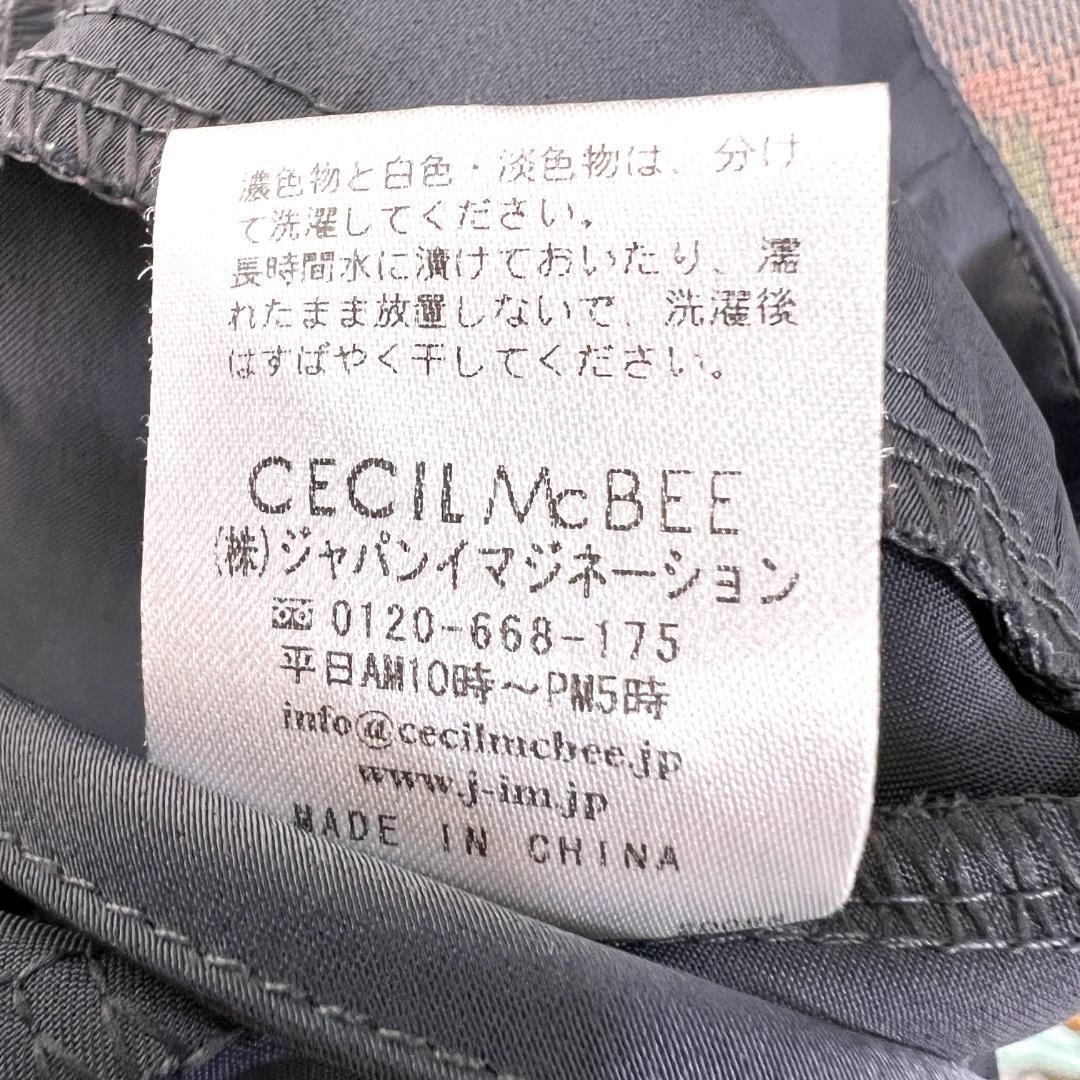 濃色物と白色・淡色物は、分け
て洗濯してください。
長時間水に漬けておいたり、濡
れたまま放置しないで、洗濯後
はすばやく干してください。
CECIL McBEE
(株)ジャパンイマジネーション
0120-668-175
平日AM10時～PM5時
info@cecilmcbee.jp
www.j-im.jp
MADE IN CHINA